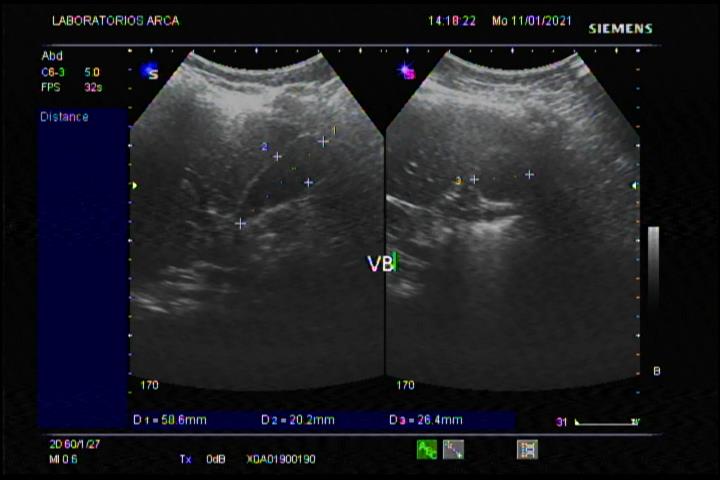 LABORATORIOS ARCA 14:18:22 Mo 11/01/2021 SIEMENS
Abd
C6-3 5.0
FPS 32s
Distance
S S
1
2
3
VB
170 170
B
D1 = 58.6mm D2 = 20.2mm D3 = 26.4mm 31
2D 60/1/27
MI 0.6 Tx 0dB XDA01900190